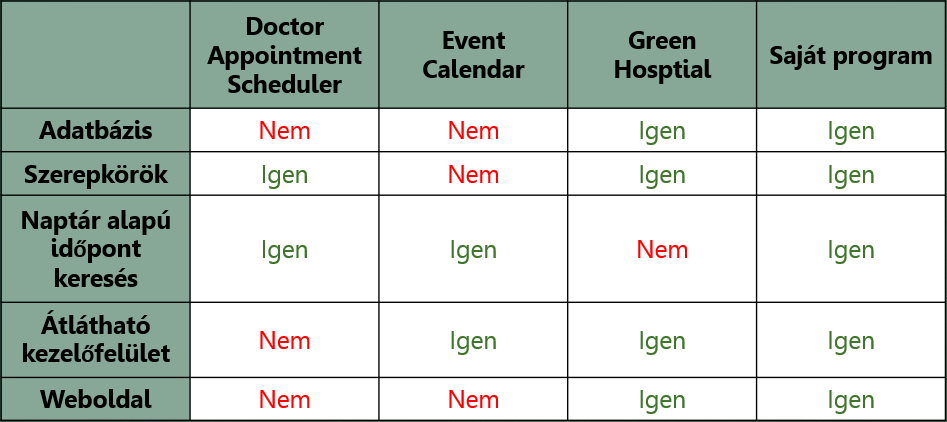 Doctor
Appointment
Scheduler
Event
Calendar
Green
Hosptial
Saját program
Adatbázis Nem Nem Igen Igen
Szerepkörök Igen Nem Igen Igen
Naptár alapú
időpont
keresés
Igen Igen Nem Igen
Átlátható
kezelőfelület
Nem Igen Igen Igen
Weboldal Nem Nem Igen Igen